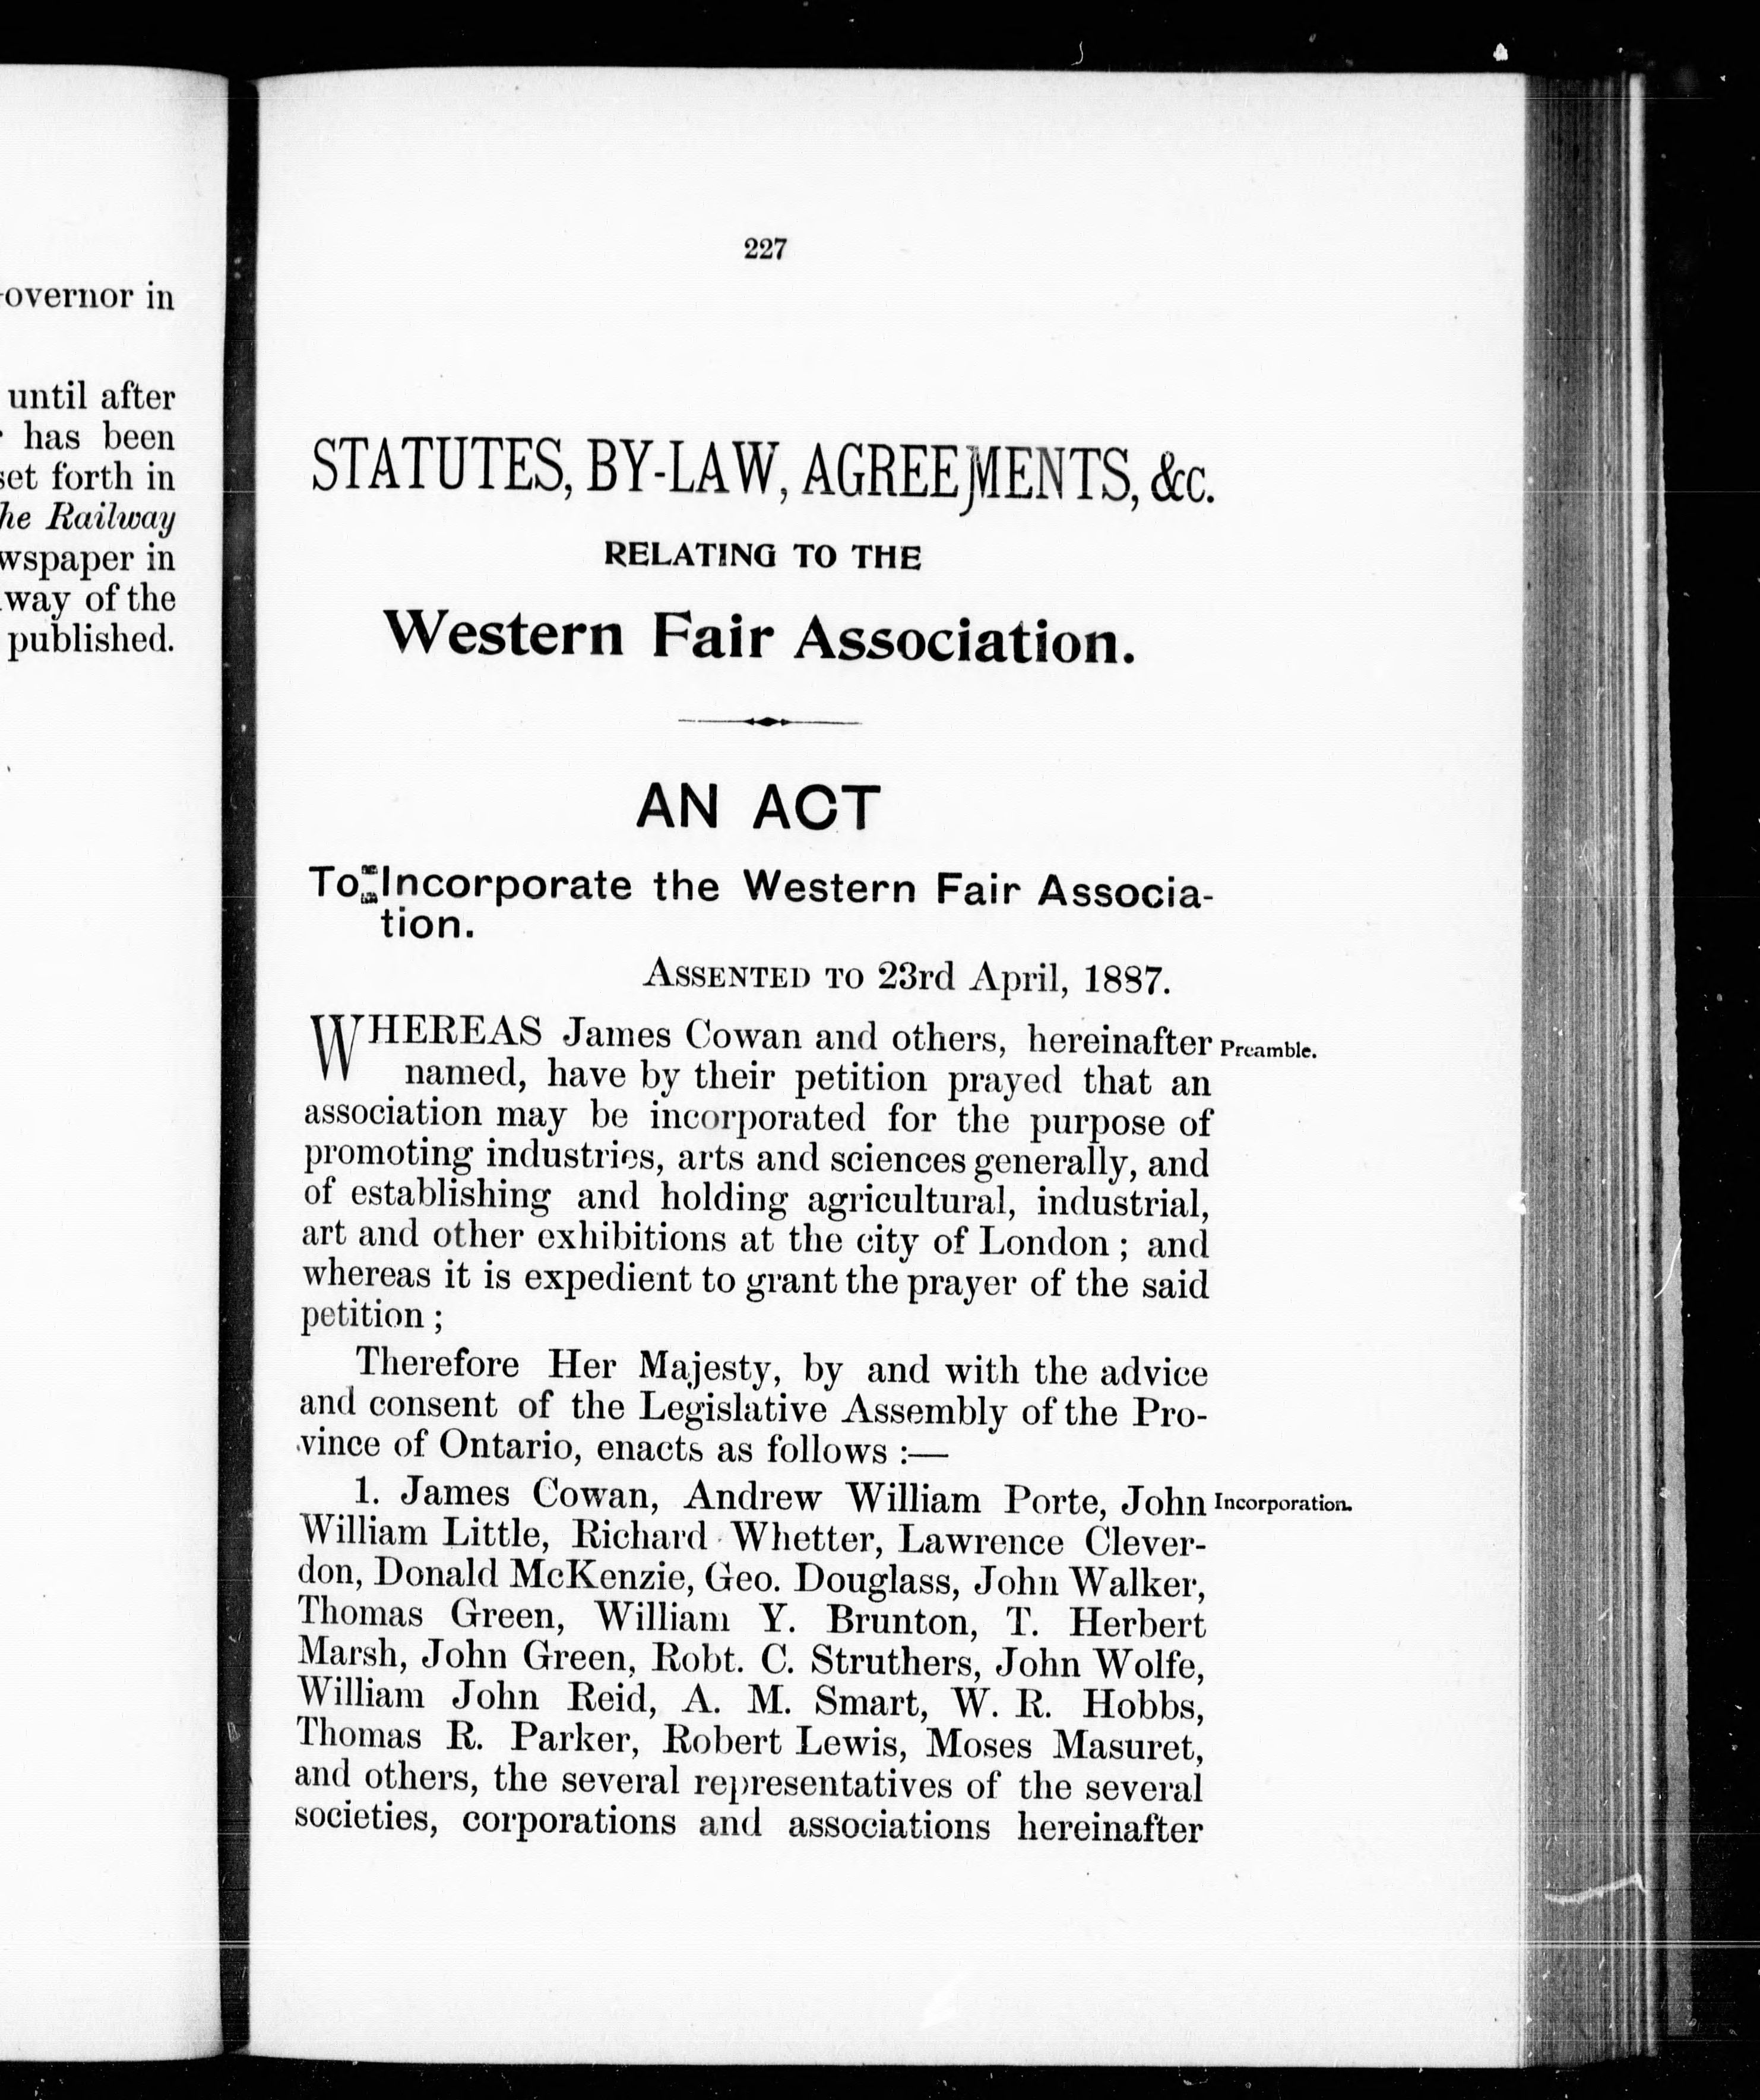 overnor in
until after
has been
set forth in
he Railway
wspaper in
way of the
published.
227
STATUTES, BY-LAW, AGREEMENTS, &c.
RELATING TO THE
Western Fair Association.
AN ACT
To Incorporate the Western Fair Associa-
tion.
ASSENTED TO 23rd April, 1887.
WHEREAS James Cowan and others, hereinafter Preamble.
named, have by their petition prayed that an
association may be incorporated for the purpose of
promoting industries, arts and sciences generally, and
of establishing and holding agricultural, industrial,
art and other exhibitions at the city of London ; and
whereas it is expedient to grant the prayer of the said
petition ;
Therefore Her Majesty, by and with the advice
and consent of the Legislative Assembly of the Pro-
vince of Ontario, enacts as follows :—
1. James Cowan, Andrew William Porte, John Incorporation.
William Little, Richard Whetter, Lawrence Clever-
don, Donald McKenzie, Geo. Douglass, John Walker,
Thomas Green, William Y. Brunton, T. Herbert
Marsh, John Green, Robt. C. Struthers, John Wolfe,
William John Reid, A. M. Smart, W. R. Hobbs,
Thomas R. Parker, Robert Lewis, Moses Masuret,
and others, the several representatives of the several
societies, corporations and associations hereinafter